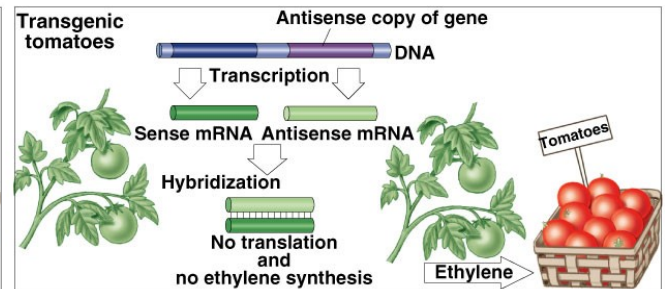 Transgenic
tomatoes
Antisense copy of gene
DNA
Transcription
Sense mRNA Antisense mRNA
Hybridization
No translation
and
no ethylene synthesis
Ethylene
Tomatoes